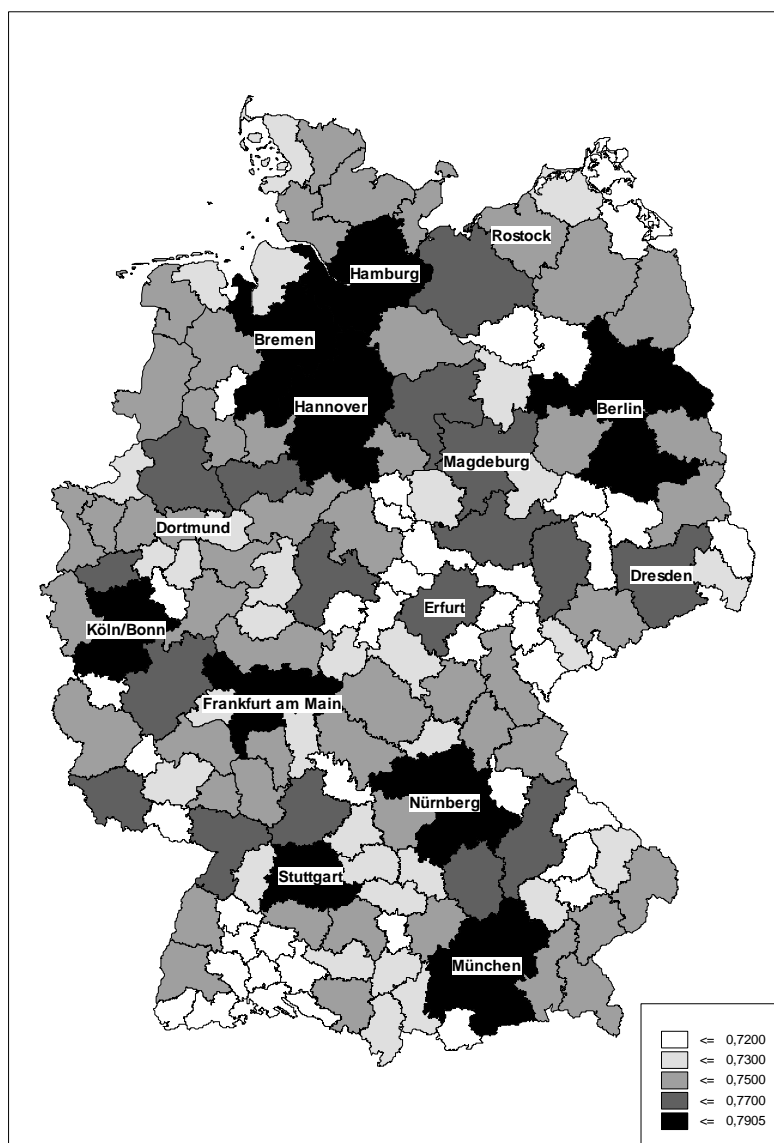 Rostock
Hamburg
Bremen
Hannover
Berlin
Magdeburg
Dortmund
Dresden
Erfurt
Köln/Bonn
Frankfurt am Main
Nürnberg
Stuttgart
München
<= 0,7200
<= 0,7300
<= 0,7500
<= 0,7700
<= 0,7905